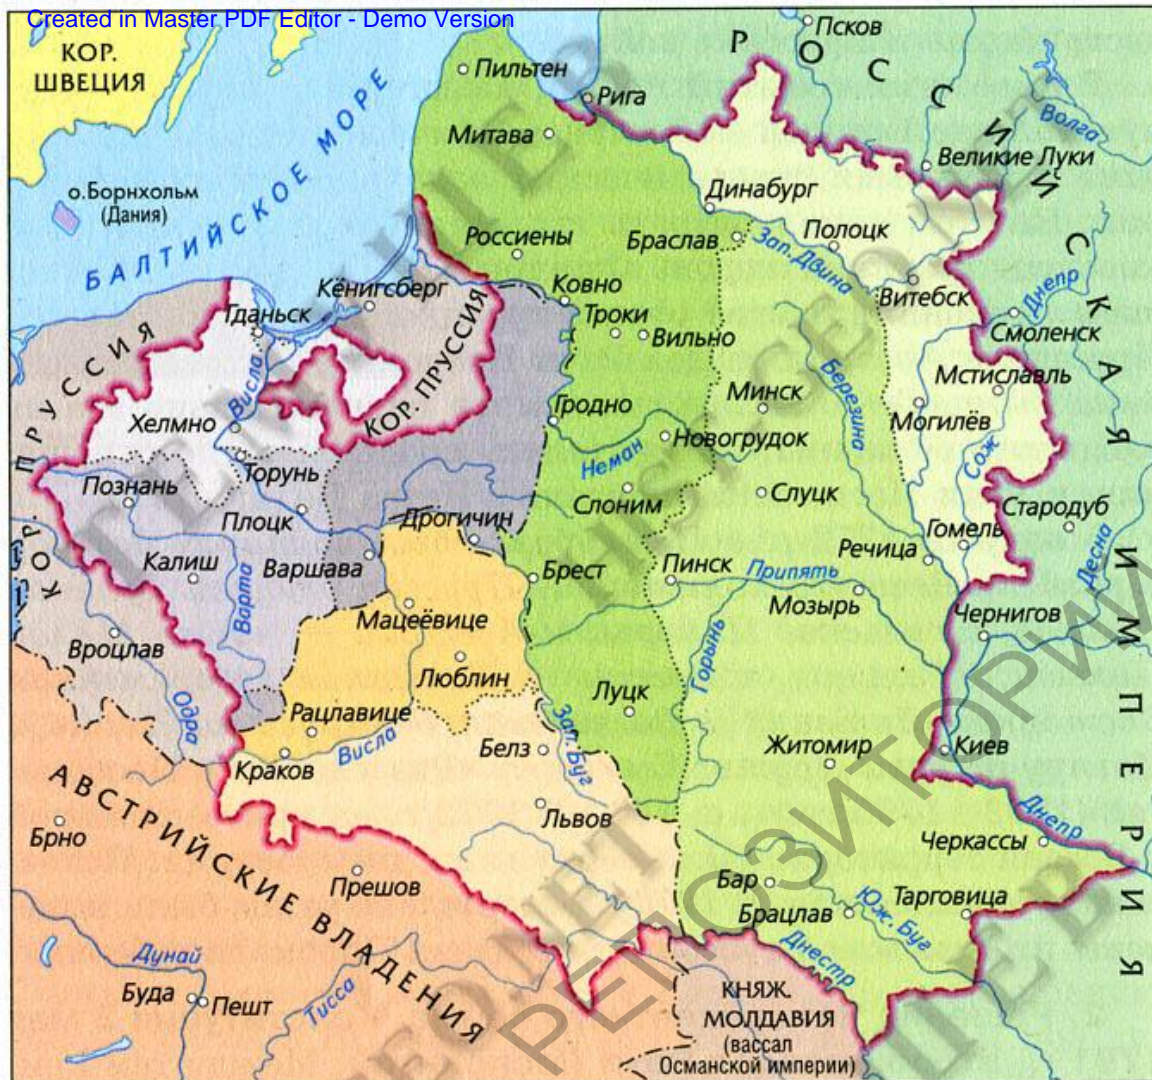 Created in Master PDF Editor - Demo Version
КОР.
ШВЕЦИЯ
Псков
РОССИЙСКАЯ ИМПЕРИЯ
Пильтен
Рига
Митава
Волга
Великие Луки
о.Борнхольм
(Дания)
БАЛТИЙСКОЕ МОРЕ
Динабург
Россиены
Браслав
Полоцк
Зап. Двина
Кёнигсберг
Ковно
Витебск
Днепр
Гданьск
Троки
Вильно
Смоленск
КОР. ПРУССИЯ
Висла
КОР. ПРУССИЯ
Березина
Мстиславль
Минск
Хелмно
Гродно
Могилёв
Новогрудок
Неман
Сож
Торунь
Познань
Слоним
Слуцк
Стародуб
Плоцк
Дрогичин
Гомель
Речица
Десна
Калиш
Варшава
Брест
Пинск
Припять
Варта
Мацеёвице
Мозырь
Чернигов
Вроцлав
Люблин
Горынь
Луцк
Одра
Рацлавице
Висла
Белз
Зап. Буг
Житомир
Киев
Краков
АВСТРИЙСКИЕ ВЛАДЕНИЯ
Брно
Львов
Днепр
Черкассы
Прешов
Бар
Тарговица
Брацлав
Юж. Буг
Дунай
Днестр
Буда
Пешт
Тисса
КНЯЖ.
МОЛДАВИЯ
(вассал
Османской империи)
РЕПОЗИТОРИ